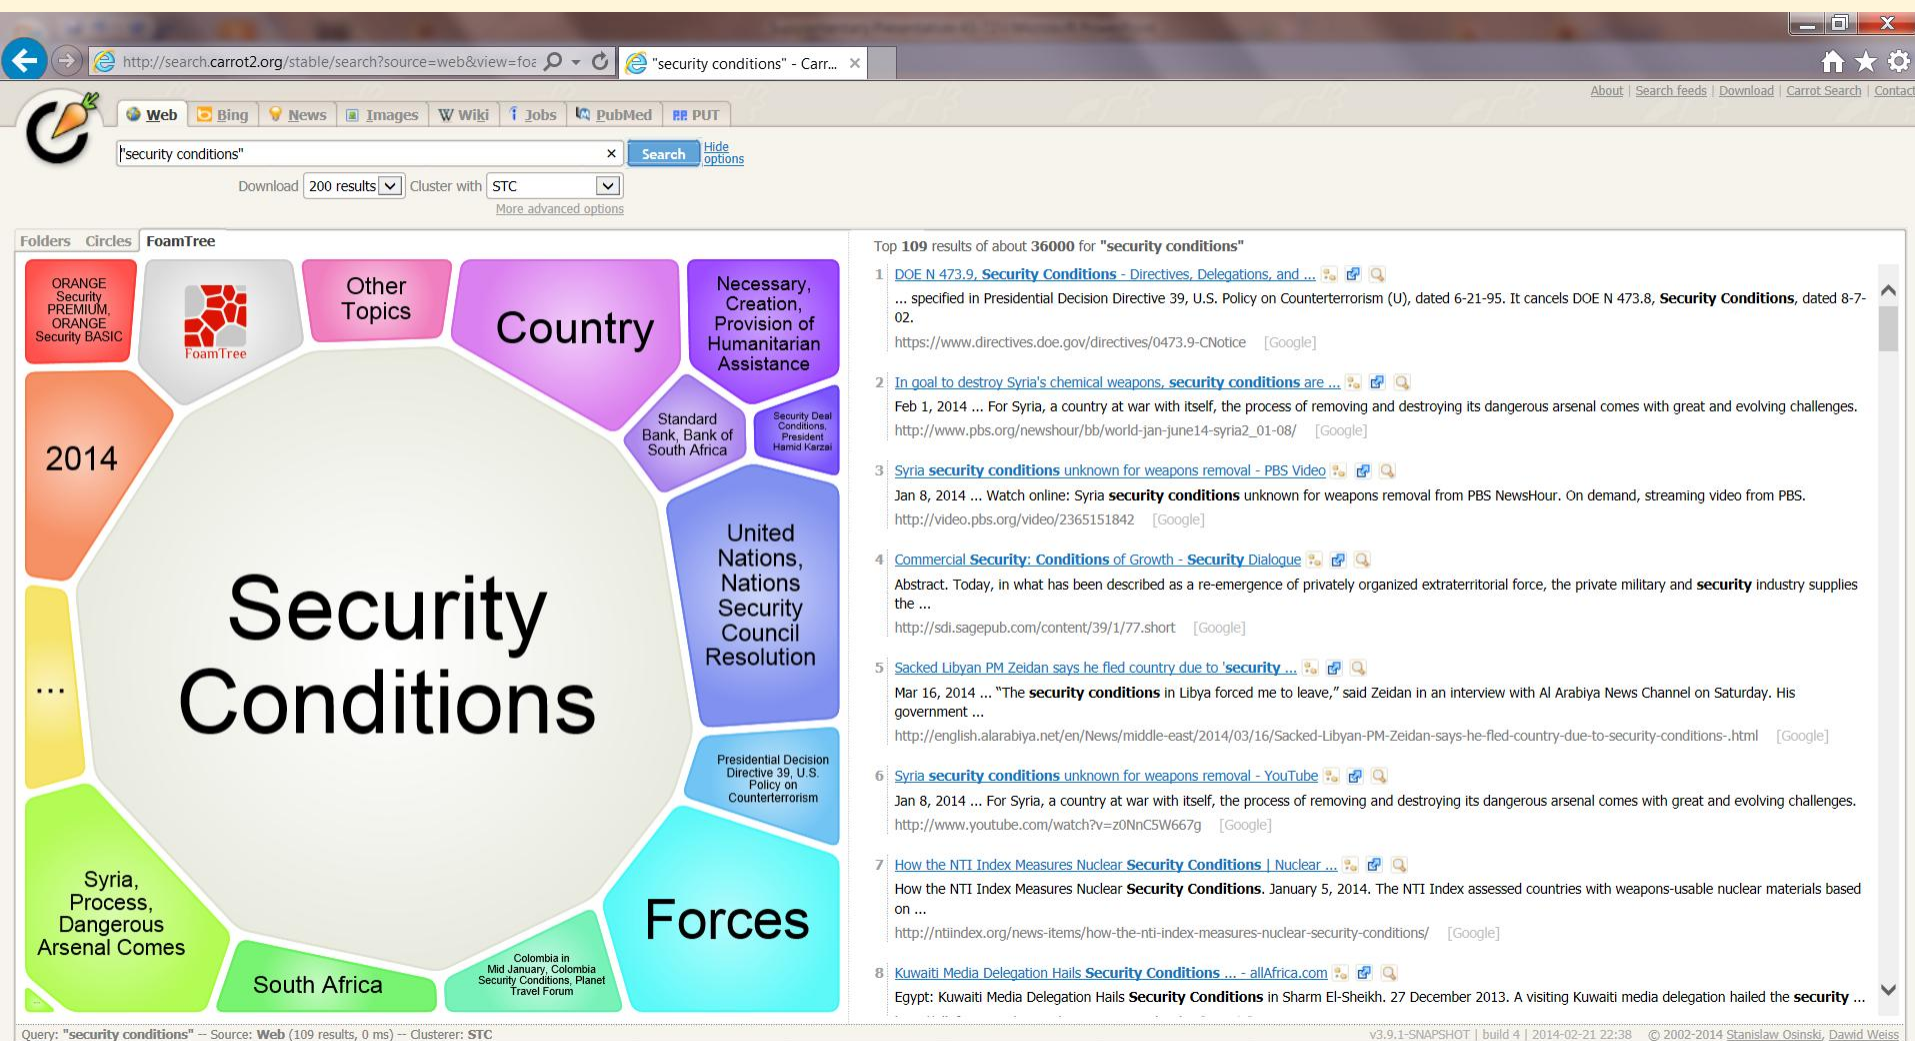 http://search.carrot2.org/stable/search?source=web&view=foa
"security conditions" - Carr...
About | Search feeds | Download | Carrot Search | Contact
Web Bing News Images Wiki Jobs PubMed PUT
"security conditions"
Search
Hide options
Download 200 results Cluster with STC
More advanced options
Folders Circles FoamTree
ORANGE
Security
PREMIUM,
ORANGE
Security BASIC
FoamTree
Other
Topics
Country
Necessary,
Creation,
Provision of
Humanitarian
Assistance
2014
Standard
Bank, Bank of
South Africa
Security Deal
Conditions,
President
Hamid Karzai
Security
Conditions
United
Nations,
Nations
Security
Council
Resolution
...
Presidential Decision
Directive 39, U.S.
Policy on
Counterterrorism
Syria,
Process,
Dangerous
Arsenal Comes
South Africa
Colombia in
Mid January, Colombia
Security Conditions, Planet
Travel Forum
Forces
Top 109 results of about 36000 for "security conditions"
1 DOE N 473.9, Security Conditions - Directives, Delegations, and ...
... specified in Presidential Decision Directive 39, U.S. Policy on Counterterrorism (U), dated 6-21-95. It cancels DOE N 473.8, Security Conditions, dated 8-7-
02.
https://www.directives.doe.gov/directives/0473.9-CNotice [Google]
2 In goal to destroy Syria's chemical weapons, security conditions are ...
Feb 1, 2014 ... For Syria, a country at war with itself, the process of removing and destroying its dangerous arsenal comes with great and evolving challenges.
http://www.pbs.org/newshour/bb/world-jan-june14-syria2_01-08/ [Google]
3 Syria security conditions unknown for weapons removal - PBS Video
Jan 8, 2014 ... Watch online: Syria security conditions unknown for weapons removal from PBS NewsHour. On demand, streaming video from PBS.
http://video.pbs.org/video/2365151842 [Google]
4 Commercial Security: Conditions of Growth - Security Dialogue
Abstract. Today, in what has been described as a re-emergence of privately organized extraterritorial force, the private military and security industry supplies
the ...
http://sdi.sagepub.com/content/39/1/77.short [Google]
5 Sacked Libyan PM Zeidan says he fled country due to 'security ...
Mar 16, 2014 ... “The security conditions in Libya forced me to leave,” said Zeidan in an interview with Al Arabiya News Channel on Saturday. His
government ...
http://english.alarabiya.net/en/News/middle-east/2014/03/16/Sacked-Libyan-PM-Zeidan-says-he-fled-country-due-to-security-conditions-.html [Google]
6 Syria security conditions unknown for weapons removal - YouTube
Jan 8, 2014 ... For Syria, a country at war with itself, the process of removing and destroying its dangerous arsenal comes with great and evolving challenges.
http://www.youtube.com/watch?v=z0NnC5W667g [Google]
7 How the NTI Index Measures Nuclear Security Conditions | Nuclear ...
How the NTI Index Measures Nuclear Security Conditions. January 5, 2014. The NTI Index assessed countries with weapons-usable nuclear materials based
on ...
http://ntiindex.org/news-items/how-the-nti-index-measures-nuclear-security-conditions/ [Google]
8 Kuwaiti Media Delegation Hails Security Conditions ... - allAfrica.com
Egypt: Kuwaiti Media Delegation Hails Security Conditions in Sharm El-Sheikh. 27 December 2013. A visiting Kuwaiti media delegation hailed the security ...
Query: "security conditions" -- Source: Web (109 results, 0 ms) -- Clusterer: STC
v3.9.1-SNAPSHOT | build 4 | 2014-02-21 22:38 © 2002-2014 Stanislaw Osinski, Dawid Weiss